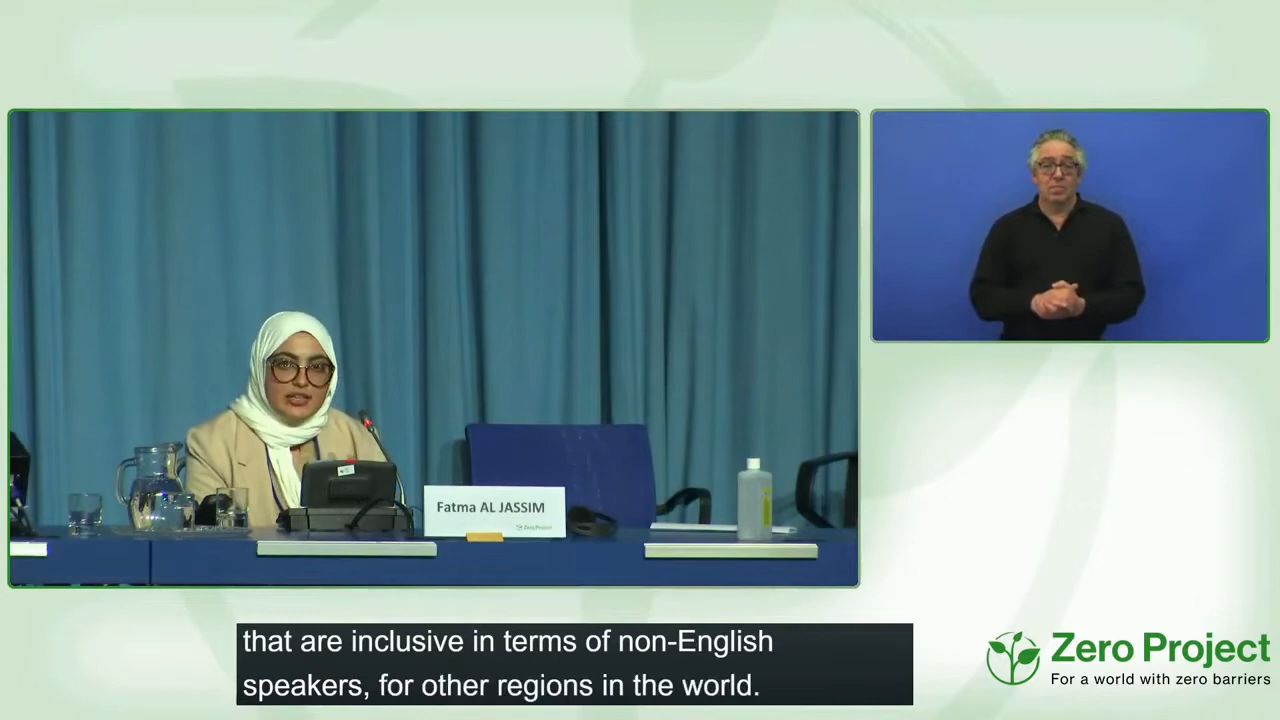 Fatma AL JASSIM
ZeroProject
that are inclusive in terms of non-English
speakers, for other regions in the world.
Zero Project
For a world with zero barriers